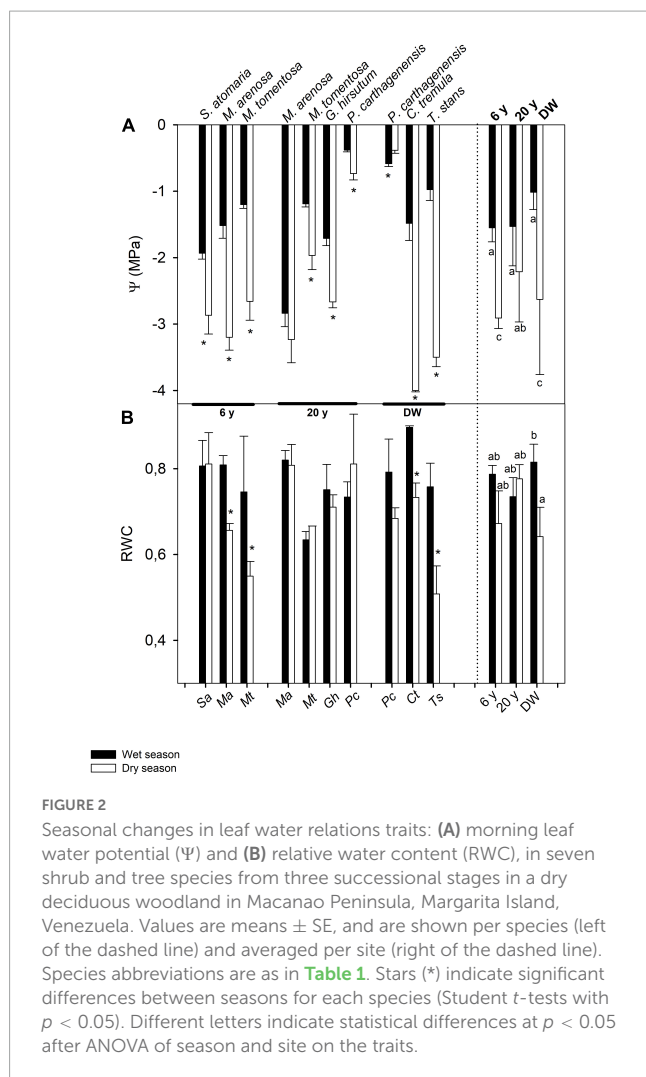 S. atomaria M. arenosa M. tomentosa M. arenosa M. tomentosa G. hirsutum P. carthagenensis P. carthagenensis C. tremula T. stans 6 y 20 y DW
A
0
-1
-2
-3
-4
Ψ (MPa)
* * * * * * * * *
a c a ab a c
6 y 20 y DW
B
0,8
0,6
0,4
RWC
* * * *
ab ab ab ab b a
Sa Ma Mt Ma Mt Gh Pc Pc Ct Ts 6 y 20 y DW
Wet season
Dry season
FIGURE 2
Seasonal changes in leaf water relations traits: (A) morning leaf
water potential (Ψ) and (B) relative water content (RWC), in seven
shrub and tree species from three successional stages in a dry
deciduous woodland in Macanao Peninsula, Margarita Island,
Venezuela. Values are means ± SE, and are shown per species (left
of the dashed line) and averaged per site (right of the dashed line).
Species abbreviations are as in Table 1. Stars (*) indicate significant
differences between seasons for each species (Student t-tests with
p < 0.05). Different letters indicate statistical differences at p < 0.05
after ANOVA of season and site on the traits.